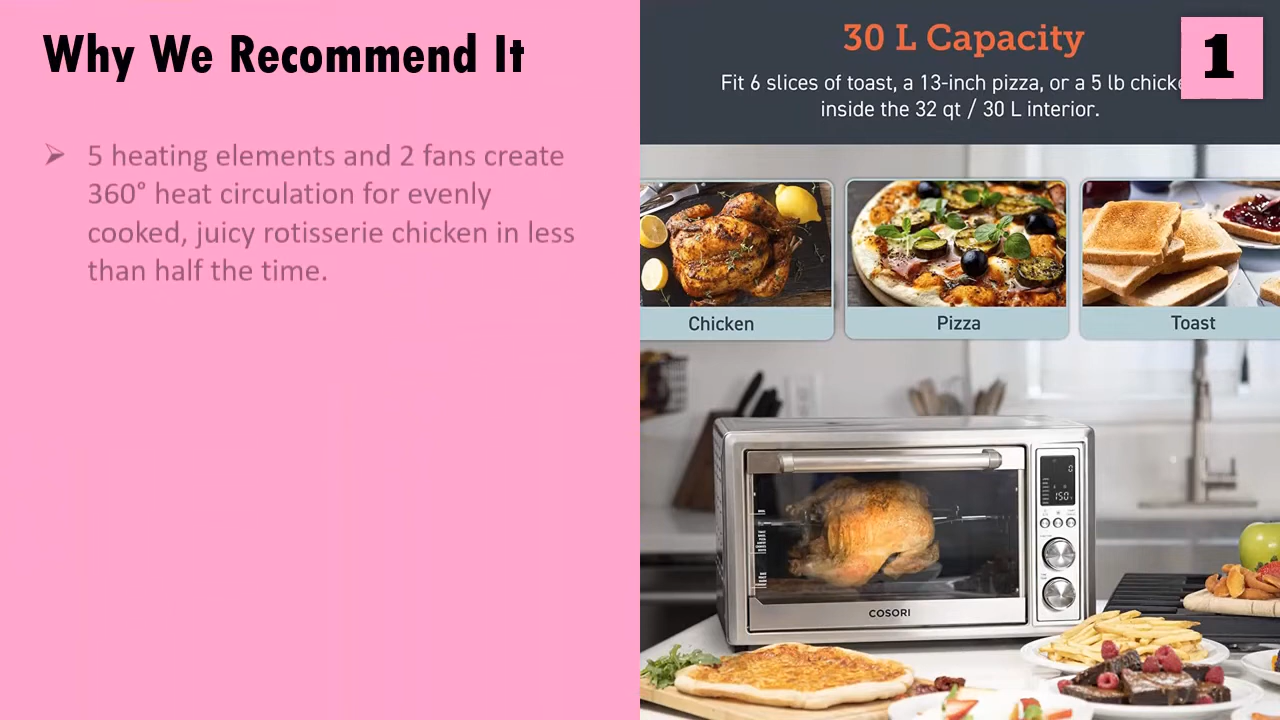 Why We Recommend It
5 heating elements and 2 fans create
360° heat circulation for evenly
cooked, juicy rotisserie chicken in less
than half the time.
30 L Capacity
1
Fit 6 slices of toast, a 13-inch pizza, or a 5 lb
inside the 32 qt / 30 L interior.
Chicken
Pizza
Toast
150
COSORI